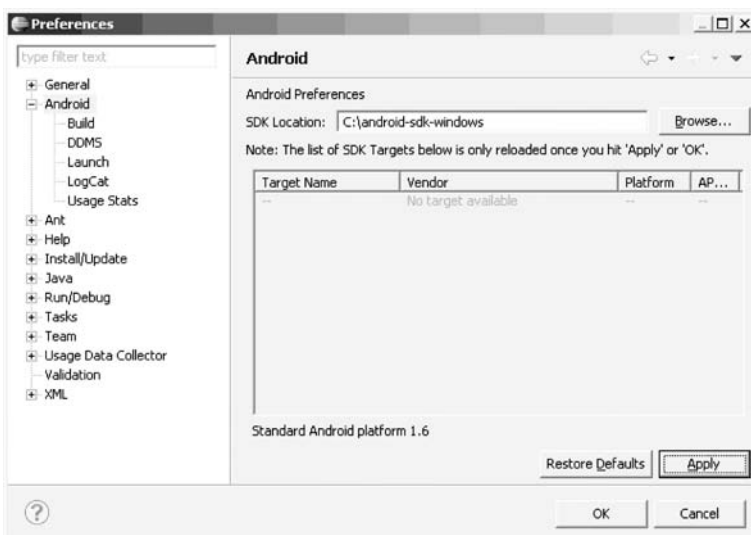 Preferences
type filter text
General
Android
Build
DDMS
Launch
LogCat
Usage Stats
Ant
Help
Install/Update
Java
Run/Debug
Tasks
Team
Usage Data Collector
Validation
XML
Android
Android Preferences
SDK Location: C:\android-sdk-windows Browse...
Note: The list of SDK Targets below is only reloaded once you hit 'Apply' or 'OK'.
Target Name Vendor Platform AP...
-- No target available -- --
Standard Android platform 1.6
Restore Defaults Apply
? OK Cancel